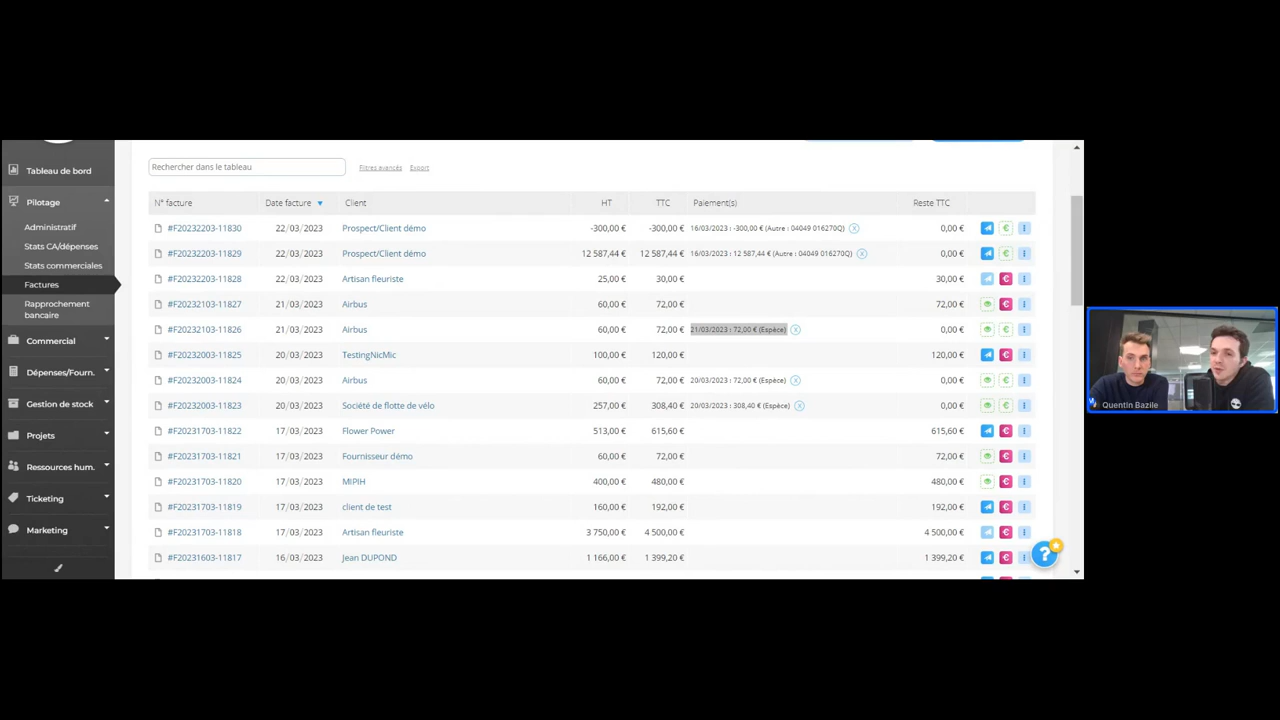 Rechercher dans le tableau Filtres avancés Export
Tableau de bord
Pilotage
Administratif
Stats CA/dépenses
Stats commerciales
Factures
Rapprochement
bancaire
Commercial
Dépenses/Fourn.
Gestion de stock
Projets
Ressources hum.
Ticketing
Marketing
N° facture Date facture Client HT TTC Paiement(s) Reste TTC
#F20232203-11830 22/03/2023 Prospect/Client démo -300,00 € -300,00 € 16/03/2023 : -300,00 € (Autre : 04049 016270Q) X 0,00 € €
#F20232203-11829 22/03/2023 Prospect/Client démo 12 587,44 € 12 587,44 € 16/03/2023 : 12 587,44 € (Autre : 04049 016270Q) X 0,00 € €
#F20232203-11828 22/03/2023 Artisan fleuriste 25,00 € 30,00 € 30,00 € €
#F20232103-11827 21/03/2023 Airbus 60,00 € 72,00 € 72,00 € €
#F20232103-11826 21/03/2023 Airbus 60,00 € 72,00 € 21/03/2023 : 72,00 € (Espèce) X 0,00 € €
#F20232003-11825 20/03/2023 TestingNicMic 100,00 € 120,00 € 120,00 € €
#F20232003-11824 20/03/2023 Airbus 60,00 € 72,00 € 20/03/2023 : 72,00 € (Espèce) X 0,00 € €
#F20232003-11823 20/03/2023 Société de flotte de vélo 257,00 € 308,40 € 20/03/2023 : 308,40 € (Espèce) X 0,00 € €
#F20231703-11822 17/03/2023 Flower Power 513,00 € 615,60 € 615,60 € €
#F20231703-11821 17/03/2023 Fournisseur démo 60,00 € 72,00 € 72,00 € €
#F20231703-11820 17/03/2023 MIPIH 400,00 € 480,00 € 480,00 € €
#F20231703-11819 17/03/2023 client de test 160,00 € 192,00 € 192,00 € €
#F20231703-11818 17/03/2023 Artisan fleuriste 3 750,00 € 4 500,00 € 4 500,00 € €
#F20231603-11817 16/03/2023 Jean DUPOND 1 166,00 € 1 399,20 € 1 399,20 € €
?
Quentin Bazile